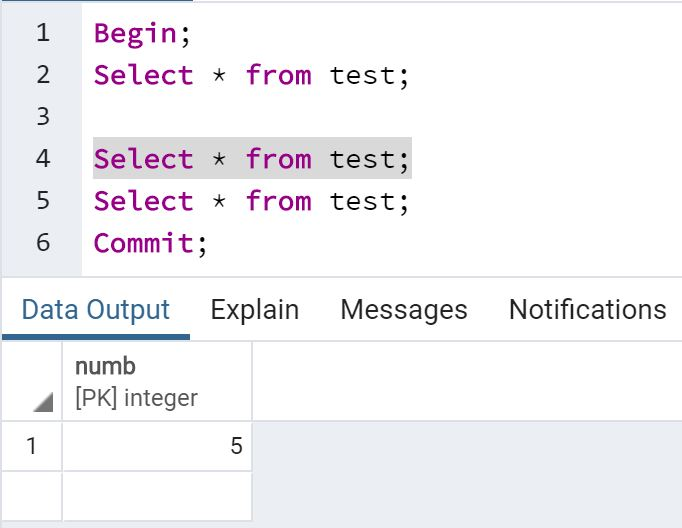 1 Begin;
2 Select * from test;
3
4 Select * from test;
5 Select * from test;
6 Commit;
Data Output Explain Messages Notifications
numb
[PK] integer
1 5